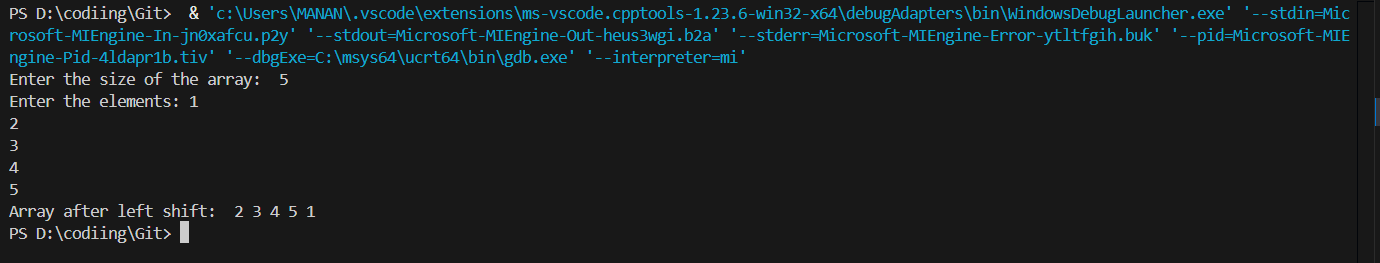 PS D:\codiing\Git>  & 'c:\Users\MANAN\.vscode\extensions\ms-vscode.cpptools-1.23.6-win32-x64\debugAdapters\bin\WindowsDebugLauncher.exe' '--stdin=Mic
rosoft-MIEngine-In-jn0xafcu.p2y' '--stdout=Microsoft-MIEngine-Out-heus3wgi.b2a' '--stderr=Microsoft-MIEngine-Error-ytltfgih.buk' '--pid=Microsoft-MIE
ngine-Pid-4ldapr1b.tiv' '--dbgExe=C:\msys64\ucrt64\bin\gdb.exe' '--interpreter=mi'
Enter the size of the array:  5
Enter the elements: 1
2
3
4
5
Array after left shift:  2 3 4 5 1
PS D:\codiing\Git>